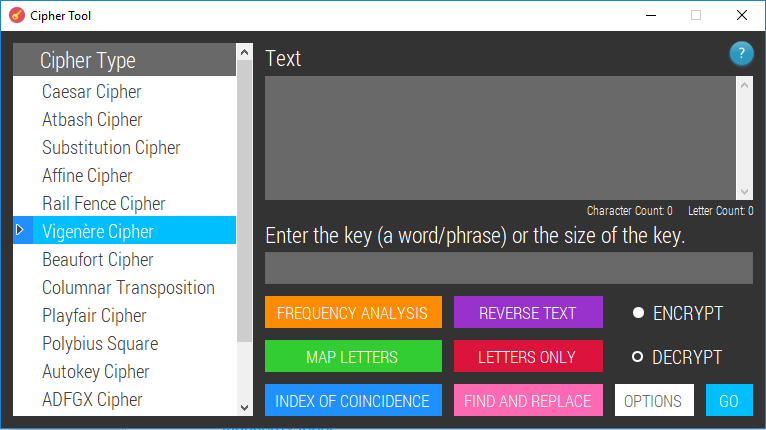 Cipher Tool
Cipher Type
Caesar Cipher
Atbash Cipher
Substitution Cipher
Affine Cipher
Rail Fence Cipher
Vigenère Cipher
Beaufort Cipher
Columnar Transposition
Playfair Cipher
Polybius Square
Autokey Cipher
ADFGX Cipher
Text
?
Character Count: 0 Letter Count: 0
Enter the key (a word/phrase) or the size of the key.
FREQUENCY ANALYSIS REVERSE TEXT ENCRYPT
MAP LETTERS LETTERS ONLY DECRYPT
INDEX OF COINCIDENCE FIND AND REPLACE OPTIONS GO